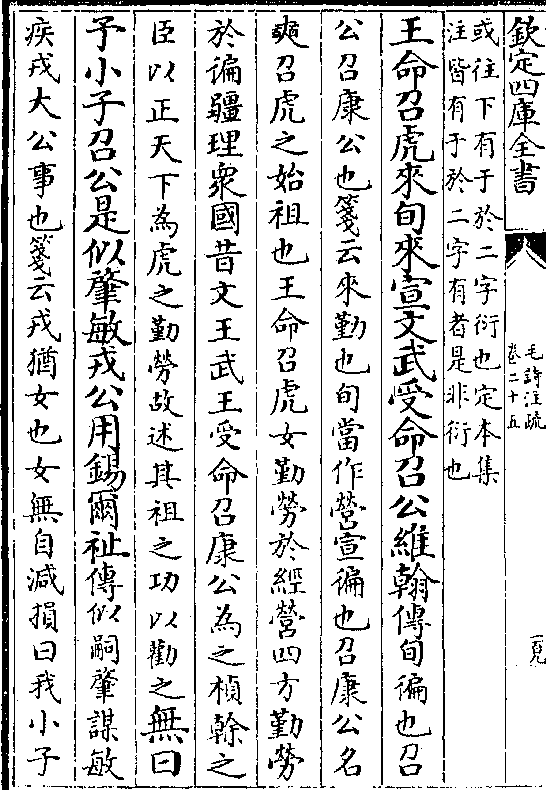 欽定四庫全書
毛詩注疏
卷二十五
或往下有于於二字衍也定本集
注皆有于於二字有者是非衍也
王命召虎來旬來宣文武受命召公維翰傳旬徧也召
公召康公也箋云來勤也旬當作營宣徧也召康公名
奭召虎之始祖也王命召虎女勤勞於經營四方勤勞
於徧疆理衆國昔文王武王受命召康公為之楨榦之
臣以正天下為虎之勤勞故述其祖之功以勸之無曰
予小子召公是似肇敏戎公用錫爾祉傳似嗣肇謀敏
疾戎大公事也箋云戎猶女也女無自減損曰我小子